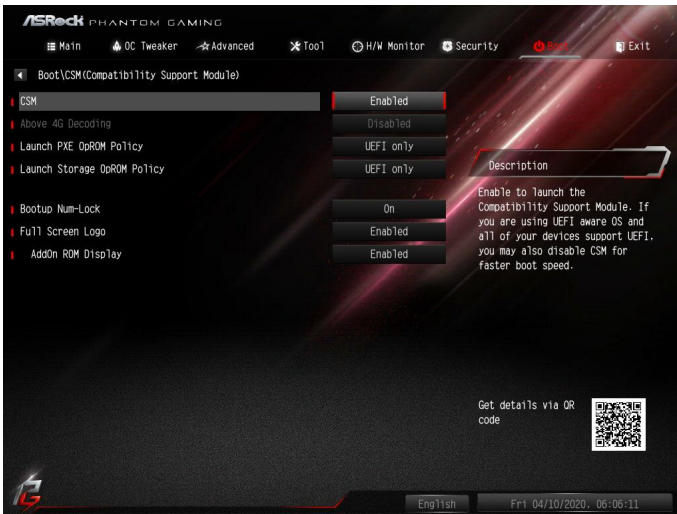 ASRock PHANTOM GAMING
Main OC Tweaker Advanced Tool H/W Monitor Security Boot Exit
Boot\CSM(Compatibility Support Module)
CSM Enabled
Above 4G Decoding Disabled
Launch PXE OpROM Policy UEFI only
Launch Storage OpROM Policy UEFI only
Bootup Num-Lock On
Full Screen Logo Enabled
AddOn ROM Display Enabled
Description
Enable to launch the
Compatibility Support Module. If
you are using UEFI aware OS and
all of your devices support UEFI,
you may also disable CSM for
faster boot speed.
Get details via QR
code
English Fri 04/10/2020, 06:06:11